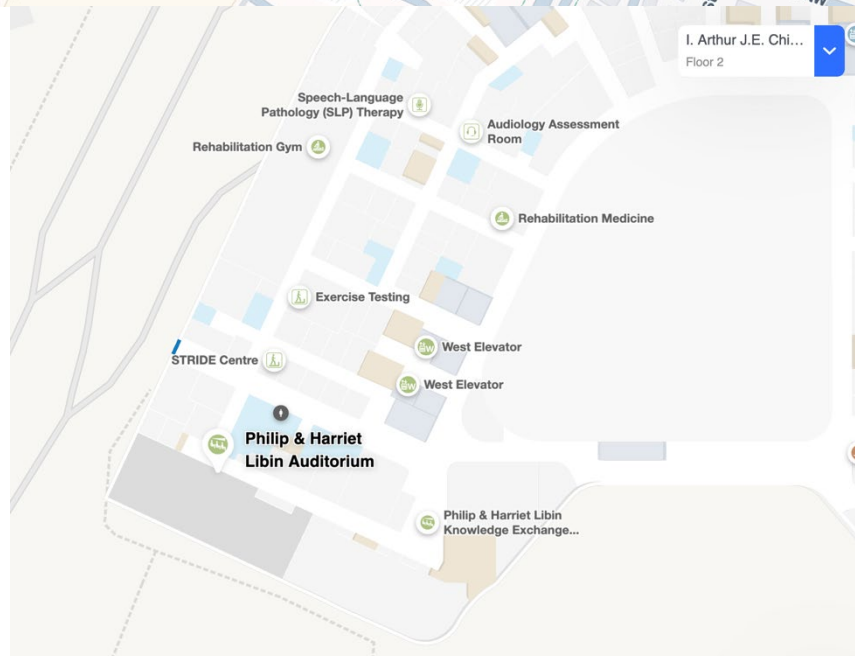 I. Arthur J.E. Chi...
Floor 2
Speech-Language
Pathology (SLP) Therapy
Audiology Assessment
Room
Rehabilitation Gym
Rehabilitation Medicine
Exercise Testing
West Elevator
STRIDE Centre
West Elevator
Philip & Harriet
Libin Auditorium
Philip & Harriet Libin
Knowledge Exchange...